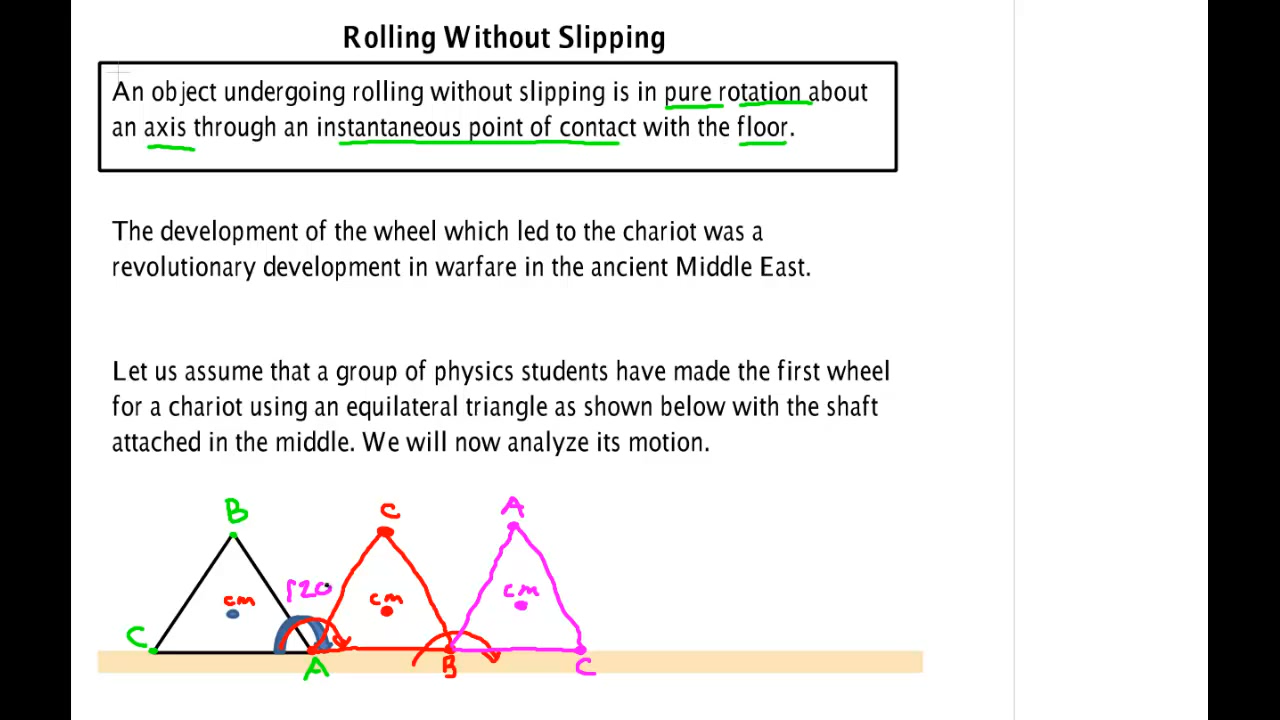 Rolling Without Slipping
An object undergoing rolling without slipping is in pure rotation about
an axis through an instantaneous point of contact with the floor.
The development of the wheel which led to the chariot was a
revolutionary development in warfare in the ancient Middle East.
Let us assume that a group of physics students have made the first wheel
for a chariot using an equilateral triangle as shown below with the shaft
attached in the middle. We will now analyze its motion.
B C A
120
cm cm cm
C A B C